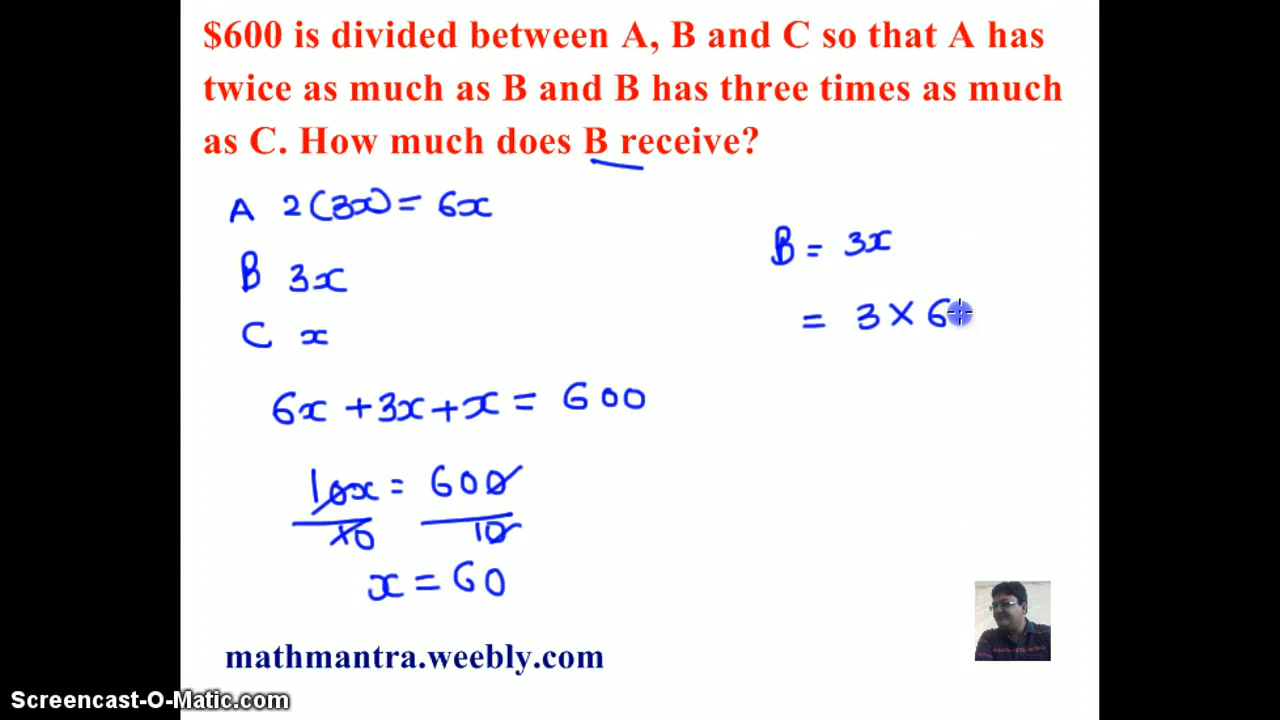 $600 is divided between A, B and C so that A has
twice as much as B and B has three times as much
as C. How much does B receive?
A 2(3x) = 6x
B 3x
C x
6x + 3x + x = 600
10x = 600
10 10
x = 60
B = 3x
= 3 × 6
mathmantra.weebly.com
Screencast-O-Matic.com